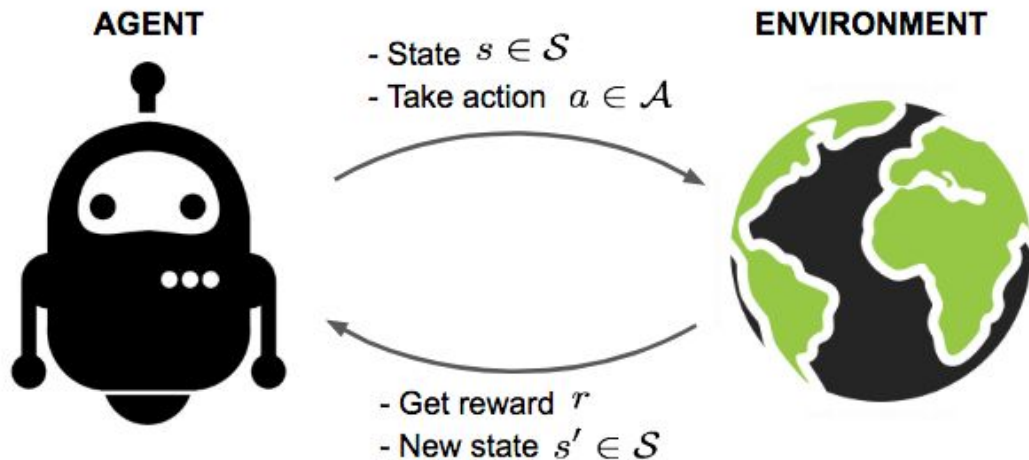 AGENT
ENVIRONMENT
- State s ∈ 𝒮
- Take action a ∈ 𝒜
- Get reward r
- New state s′ ∈ 𝒮